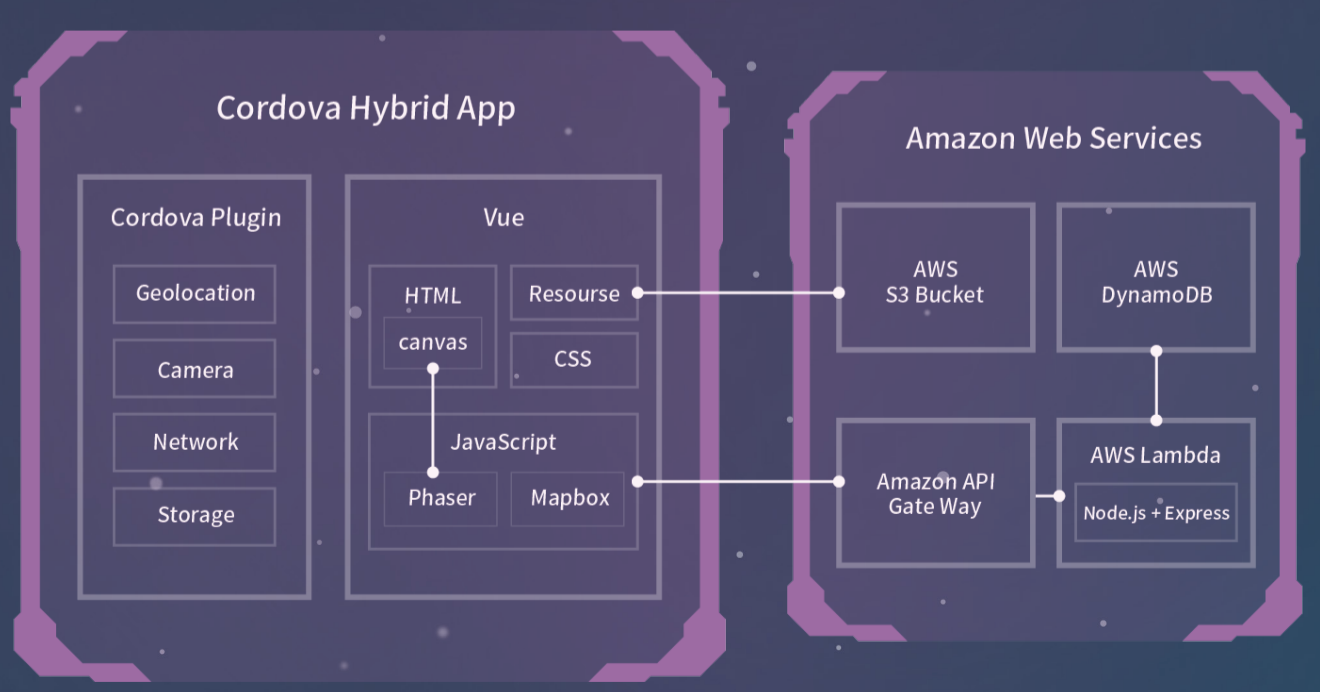 Cordova Hybrid App
Cordova Plugin
Geolocation
Camera
Network
Storage
Vue
HTML
canvas
Resourse
CSS
JavaScript
Phaser
Mapbox
Amazon Web Services
AWS
S3 Bucket
AWS
DynamoDB
Amazon API
Gate Way
AWS Lambda
Node.js + Express